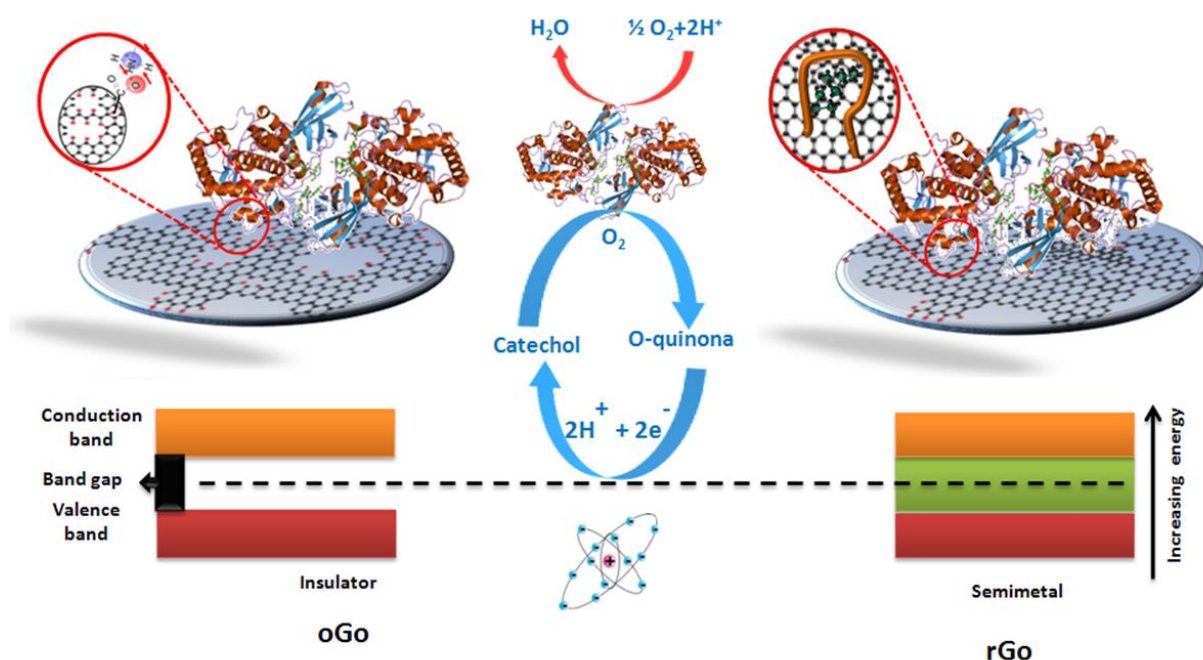 H₂O
½ O₂+2H⁺
O₂
Catechol
O-quinona
2H⁺ + 2e⁻
Conduction
band
Band gap
Valence
band
Insulator
oGo
Increasing energy
Semimetal
rGo